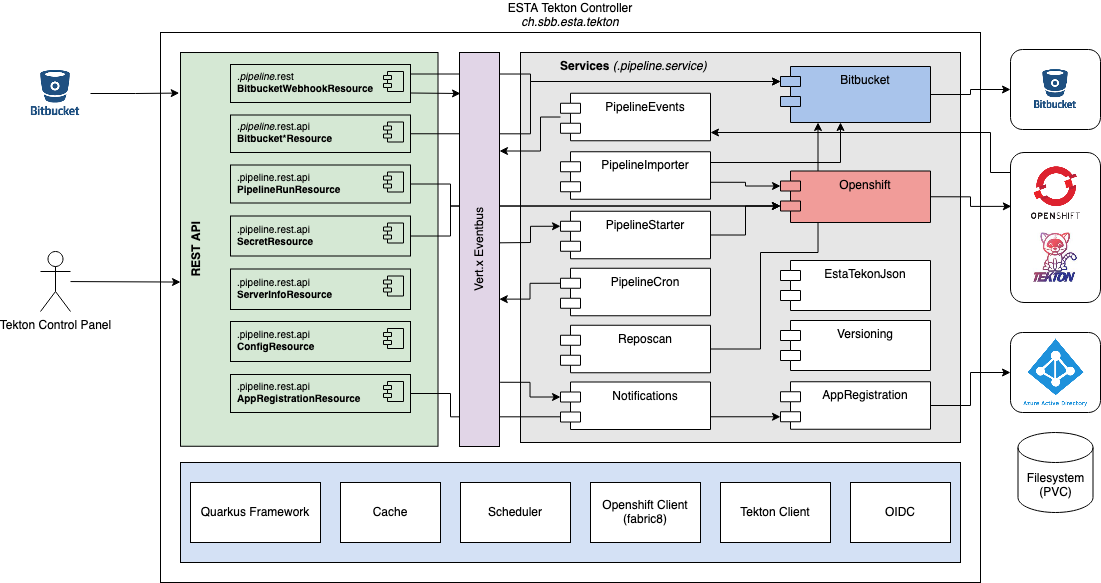 ESTA Tekton Controller
ch.sbb.esta.tekton
Bitbucket
Tekton Control Panel
REST API
.pipeline.rest
BitbucketWebhookResource
.pipeline.rest.api
Bitbucket*Resource
.pipeline.rest.api
PipelineRunResource
.pipeline.rest.api
SecretResource
.pipeline.rest.api
ServerInfoResource
.pipeline.rest.api
ConfigResource
.pipeline.rest.api
AppRegistrationResource
Vert.x Eventbus
Services (.pipeline.service)
PipelineEvents
PipelineImporter
PipelineStarter
PipelineCron
Reposcan
Notifications
Bitbucket
Openshift
EstaTekonJson
Versioning
AppRegistration
Bitbucket
OPENSHIFT
TEKTON
Azure Active Directory
Filesystem
(PVC)
Quarkus Framework
Cache
Scheduler
Openshift Client
(fabric8)
Tekton Client
OIDC